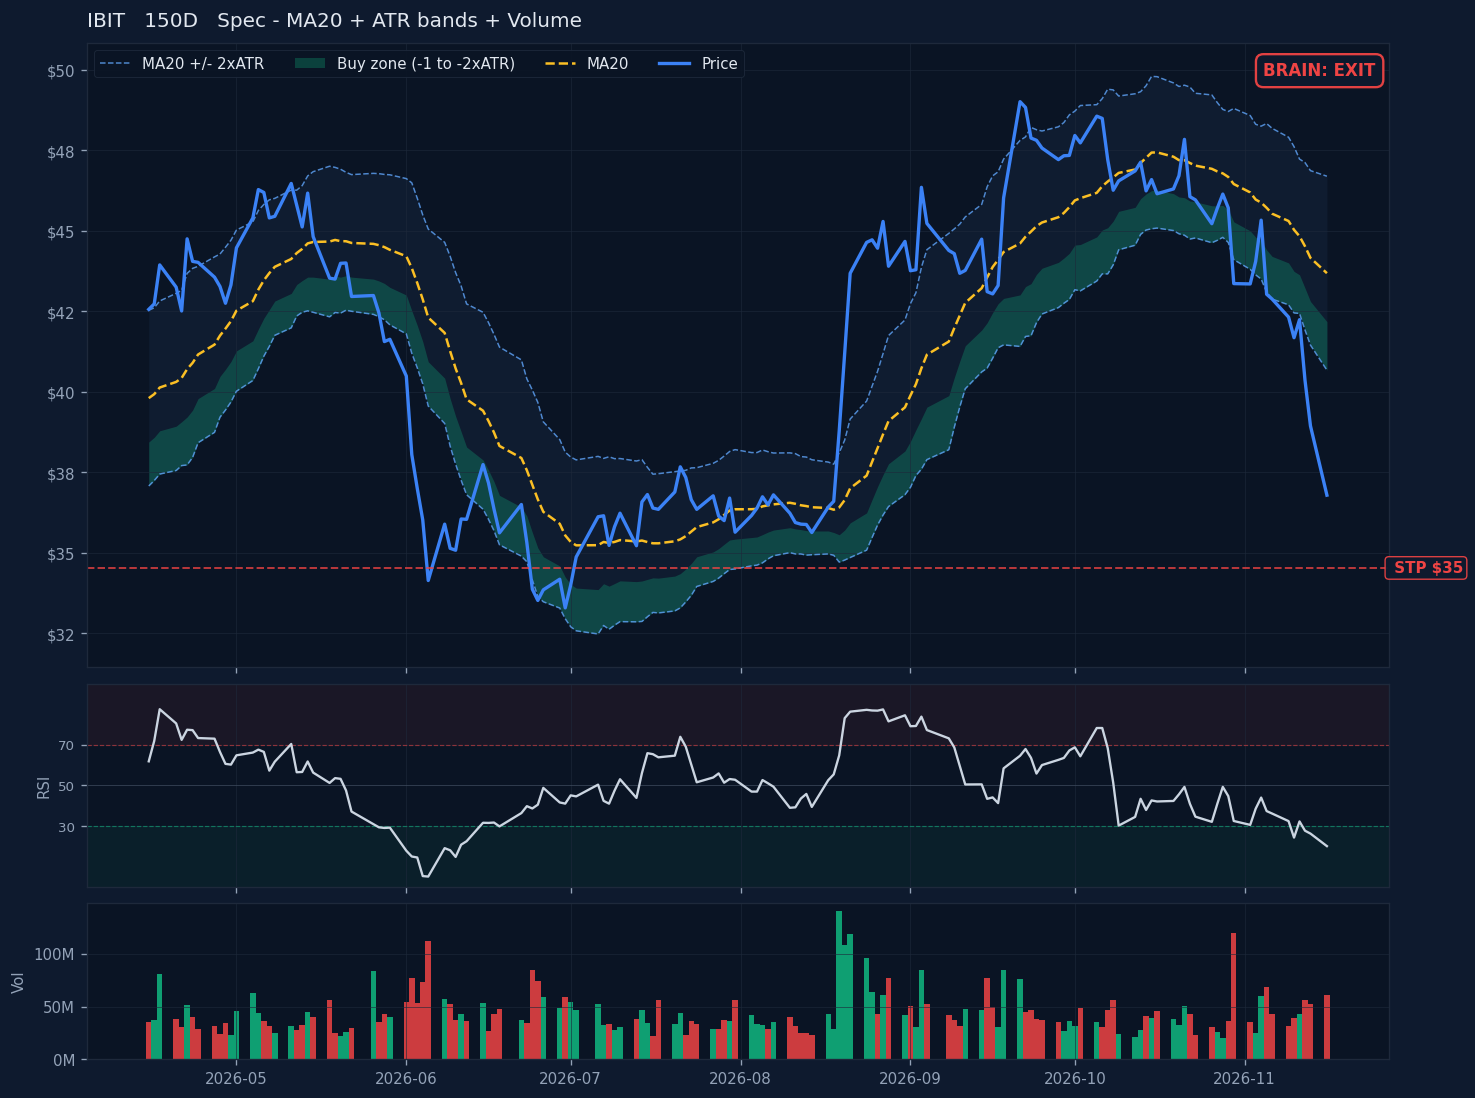 IBIT   150D   Spec - MA20 + ATR bands + Volume
MA20 +/- 2xATR
Buy zone (-1 to -2xATR)
MA20
Price
BRAIN: EXIT
$50
$48
$45
$42
$40
$38
$35
$32
STP $35
RSI
70
50
30
Vol
100M
50M
0M
2026-05
2026-06
2026-07
2026-08
2026-09
2026-10
2026-11